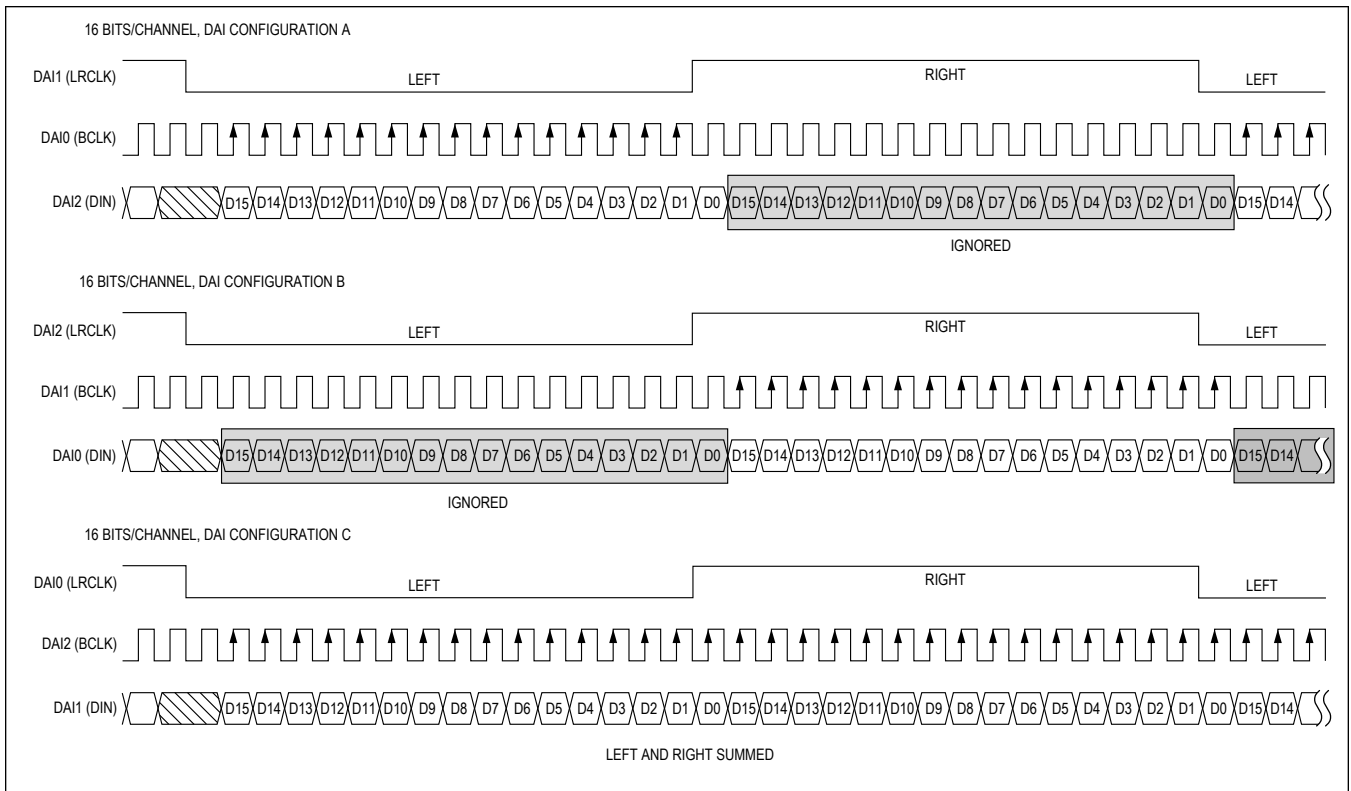 16 BITS/CHANNEL, DAI CONFIGURATION A
DAI1 (LRCLK) LEFT RIGHT LEFT
DAI0 (BCLK)
DAI2 (DIN) D15 D14 D13 D12 D11 D10 D9 D8 D7 D6 D5 D4 D3 D2 D1 D0 D15 D14 D13 D12 D11 D10 D9 D8 D7 D6 D5 D4 D3 D2 D1 D0 D15 D14
IGNORED
16 BITS/CHANNEL, DAI CONFIGURATION B
DAI2 (LRCLK) LEFT RIGHT LEFT
DAI1 (BCLK)
DAI0 (DIN) D15 D14 D13 D12 D11 D10 D9 D8 D7 D6 D5 D4 D3 D2 D1 D0 D15 D14 D13 D12 D11 D10 D9 D8 D7 D6 D5 D4 D3 D2 D1 D0 D15 D14
IGNORED
16 BITS/CHANNEL, DAI CONFIGURATION C
DAI0 (LRCLK) LEFT RIGHT LEFT
DAI2 (BCLK)
DAI1 (DIN) D15 D14 D13 D12 D11 D10 D9 D8 D7 D6 D5 D4 D3 D2 D1 D0 D15 D14 D13 D12 D11 D10 D9 D8 D7 D6 D5 D4 D3 D2 D1 D0 D15 D14
LEFT AND RIGHT SUMMED